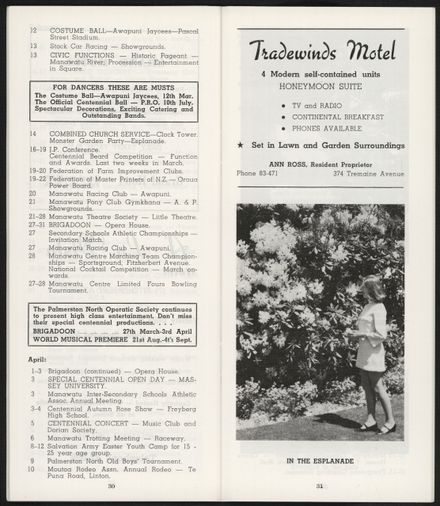 12 COSTUME BALL—Awapuni Jaycees—Pascal
Street Stadium.
13 Stock Car Racing — Showgrounds.
13 CIVIC FUNCTIONS — Historic Pageant —
Manawatu River; Procession — Entertainment
in Square.
FOR DANCERS THESE ARE MUSTS
The Costume Ball—Awapuni Jaycees, 12th Mar.
The Official Centennial Ball — P.R.O. 10th July.
Spectacular Decorations, Exciting Catering and
Outstanding Bands.
14 COMBINED CHURCH SERVICE—Clock Tower.
Monster Garden Party—Esplanade.
16-19 J.P. Conference.
Centennial Board Competition — Function
and Awards. Last two weeks in March.
19-20 Federation of Farm Improvement Clubs.
19-22 Federation of Master Printers of N.Z. — Oroua
Power Board.
20 Manawatu Racing Club — Awapuni.
21 Manawatu Pony Club Gymkhana — A. & P.
Showgrounds.
21-28 Manawatu Theatre Society — Little Theatre.
27-31 BRIGADOON — Opera House.
27 Secondary Schools Athletic Championships —
Invitation Match.
27 Manawatu Racing Club — Awapuni.
28 Manawatu Centre Marching Team Champion-
ships — Sportsground, Fitzherbert Avenue.
National Cocktail Competition — March on-
wards.
27-28 Manawatu Centre Limited Fours Bowling
Tournament.
The Palmerston North Operatic Society continues
to present high class entertainment. Don't miss
their special centennial productions. . . .
BRIGADOON 27th March-3rd April
WORLD MUSICAL PREMIERE 21st Aug.-4th Sept.
April:
1-3 Brigadoon (continued) — Opera House.
3 SPECIAL CENTENNIAL OPEN DAY — MAS-
SEY UNIVERSITY.
3 Manawatu Inter-Secondary Schools Athletic
Assoc. Annual Meeting.
3-4 Centennial Autumn Rose Show — Freyberg
High School.
5 CENTENNIAL CONCERT — Music Club and
Dorian Society.
6 Manawatu Trotting Meeting — Raceway.
8-12 Salvation Army Easter Youth Camp for 15 -
25 year age group.
9 Palmerston North Old Boys' Tournament.
10 Moutoa Rodeo Assn. Annual Rodeo — Te
Puna Road, Linton.
30
Tradewinds Motel
4 Modern self-contained units
HONEYMOON SUITE
• TV and RADIO
• CONTINENTAL BREAKFAST
• PHONES AVAILABLE
★ Set in Lawn and Garden Surroundings
ANN ROSS, Resident Proprietor
Phone 83-471 374 Tremaine Avenue
IN THE ESPLANADE
31